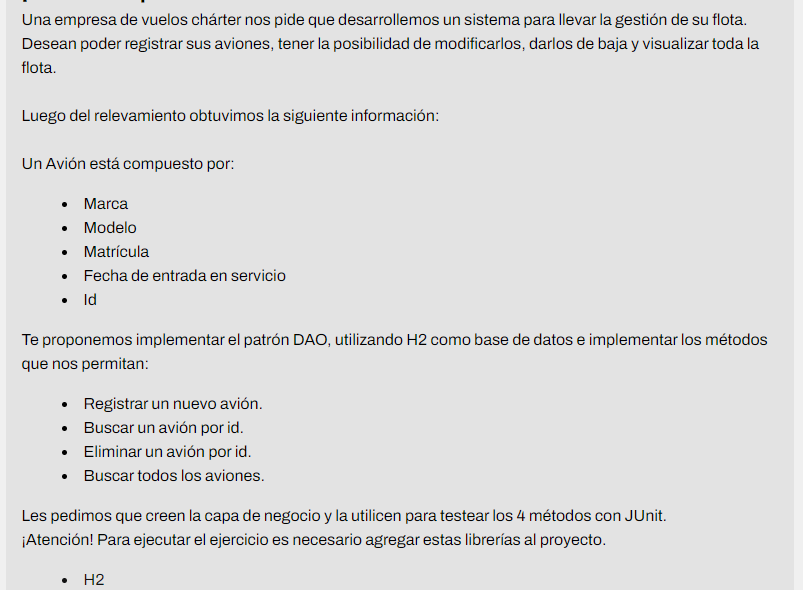 Una empresa de vuelos chárter nos pide que desarrollemos un sistema para llevar la gestión de su flota.
Desean poder registrar sus aviones, tener la posibilidad de modificarlos, darlos de baja y visualizar toda la
flota.
Luego del relevamiento obtuvimos la siguiente información:
Un Avión está compuesto por:
• Marca
• Modelo
• Matrícula
• Fecha de entrada en servicio
• Id
Te proponemos implementar el patrón DAO, utilizando H2 como base de datos e implementar los métodos
que nos permitan:
• Registrar un nuevo avión.
• Buscar un avión por id.
• Eliminar un avión por id.
• Buscar todos los aviones.
Les pedimos que creen la capa de negocio y la utilicen para testear los 4 métodos con JUnit.
¡Atención! Para ejecutar el ejercicio es necesario agregar estas librerías al proyecto.
• H2